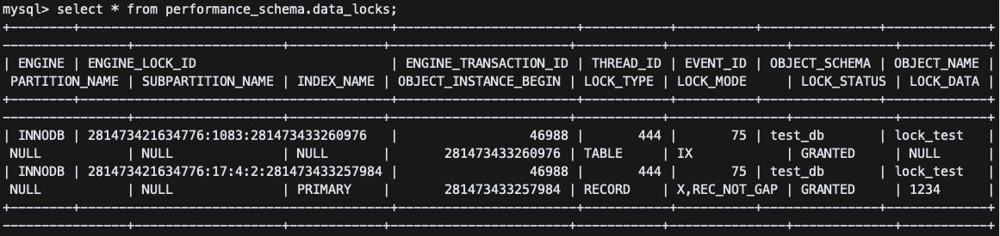 mysql> select * from performance_schema.data_locks;
+--------+----------------------------------------+-----------------------+-----------+----------+---------------+-------------+
----------------+-------------------+------------+-----------------------+-----------+---------------+-------------+-----------+
| ENGINE | ENGINE_LOCK_ID                         | ENGINE_TRANSACTION_ID | THREAD_ID | EVENT_ID | OBJECT_SCHEMA | OBJECT_NAME |
 PARTITION_NAME | SUBPARTITION_NAME | INDEX_NAME | OBJECT_INSTANCE_BEGIN | LOCK_TYPE | LOCK_MODE     | LOCK_STATUS | LOCK_DATA |
+--------+----------------------------------------+-----------------------+-----------+----------+---------------+-------------+
----------------+-------------------+------------+-----------------------+-----------+---------------+-------------+-----------+
| INNODB | 281473421634776:1083:281473433260976   |                 46988 |       444 |       75 | test_db       | lock_test   |
 NULL           | NULL              | NULL       |       281473433260976 | TABLE     | IX            | GRANTED     | NULL      |
| INNODB | 281473421634776:17:4:2:281473433257984 |                 46988 |       444 |       75 | test_db       | lock_test   |
 NULL           | NULL              | PRIMARY    |       281473433257984 | RECORD    | X,REC_NOT_GAP | GRANTED     | 1234      |
+--------+----------------------------------------+-----------------------+-----------+----------+---------------+-------------+
----------------+-------------------+------------+-----------------------+-----------+---------------+-------------+-----------+